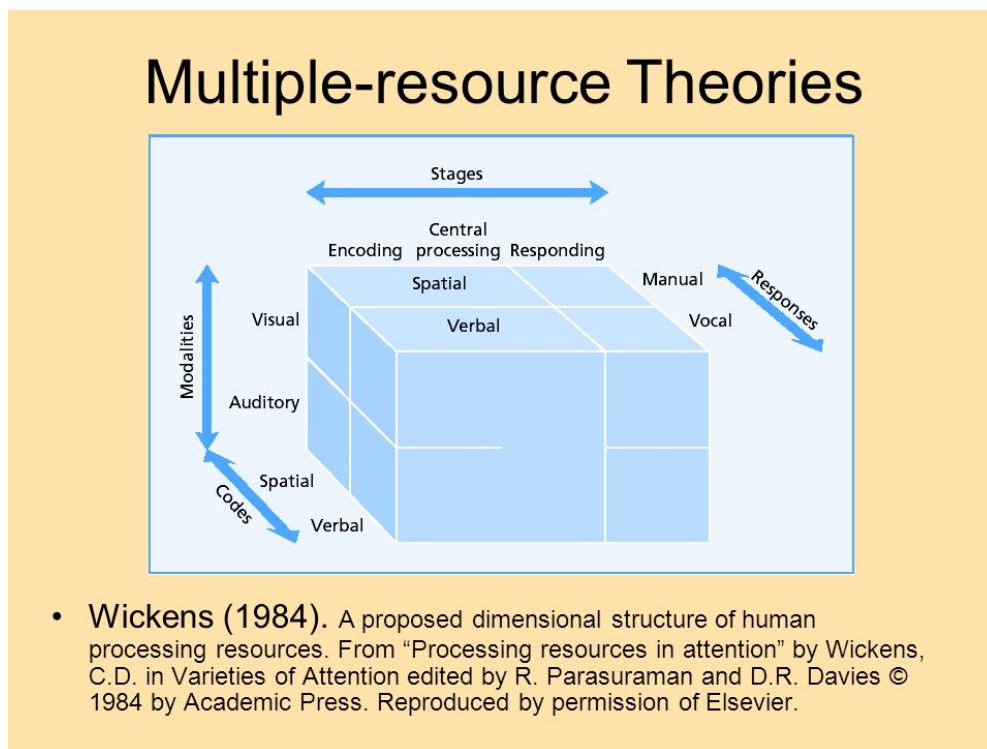 Multiple-resource Theories
Stages
Central
Encoding processing Responding
Spatial
Manual
Responses
Modalities
Visual
Verbal
Vocal
Auditory
Spatial
Codes
Verbal
• Wickens (1984). A proposed dimensional structure of human
processing resources. From “Processing resources in attention” by Wickens,
C.D. in Varieties of Attention edited by R. Parasuraman and D.R. Davies ©
1984 by Academic Press. Reproduced by permission of Elsevier.